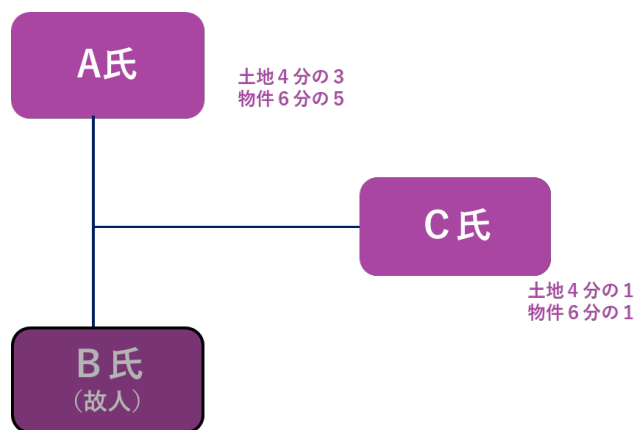 A氏
土地４分の３
物件６分の５
C氏
土地４分の１
物件６分の１
B氏
（故人）